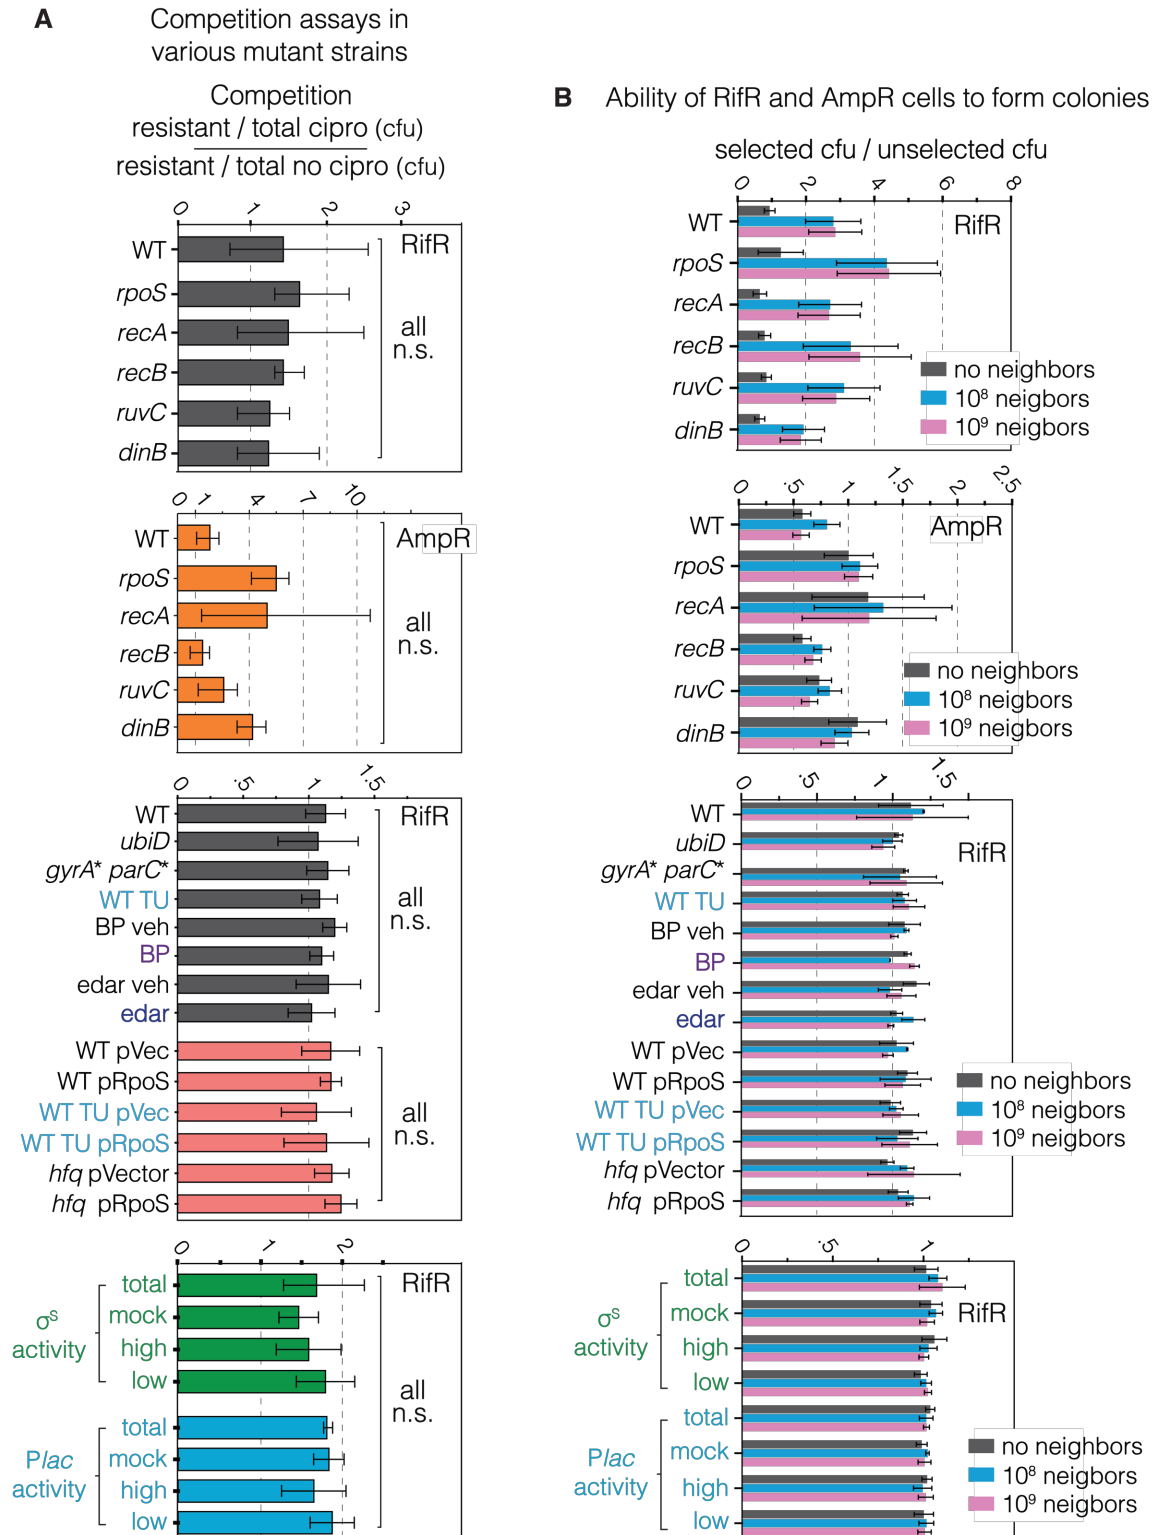 A
Competition assays in
various mutant strains
Competition
resistant / total cipro (cfu)
resistant / total no cipro (cfu)
0 1 2 3
WT
RifR
rpoS
recA
all
n.s.
recB
ruvC
dinB
0 1 4 7 10
WT
AmpR
rpoS
recA
all
n.s.
recB
ruvC
dinB
0 .5 1 1.5
WT
RifR
ubiD
gyrA* parC*
WT TU
all
n.s.
BP veh
BP
edar veh
edar
WT pVec
WT pRpoS
WT TU pVec
all
n.s.
WT TU pRpoS
hfq pVector
hfq pRpoS
0 1 2
RifR
σS
activity
total
mock
high
low
all
n.s.
Plac
activity
total
mock
high
low
B
Ability of RifR and AmpR cells to form colonies
selected cfu / unselected cfu
0 2 4 6 8
WT
RifR
rpoS
recA
recB
ruvC
dinB
no neighbors
10⁸ neigbors
10⁹ neigbors
0 .5 1 1.5 2 2.5
WT
AmpR
rpoS
recA
recB
ruvC
dinB
no neighbors
10⁸ neigbors
10⁹ neigbors
0 .5 1 1.5
WT
ubiD
RifR
gyrA* parC*
WT TU
BP veh
BP
edar veh
edar
WT pVec
WT pRpoS
WT TU pVec
WT TU pRpoS
hfq pVector
hfq pRpoS
no neighbors
10⁸ neigbors
10⁹ neigbors
0 .5 1
RifR
σS
activity
total
mock
high
low
Plac
activity
total
mock
high
low
no neighbors
10⁸ neigbors
10⁹ neigbors